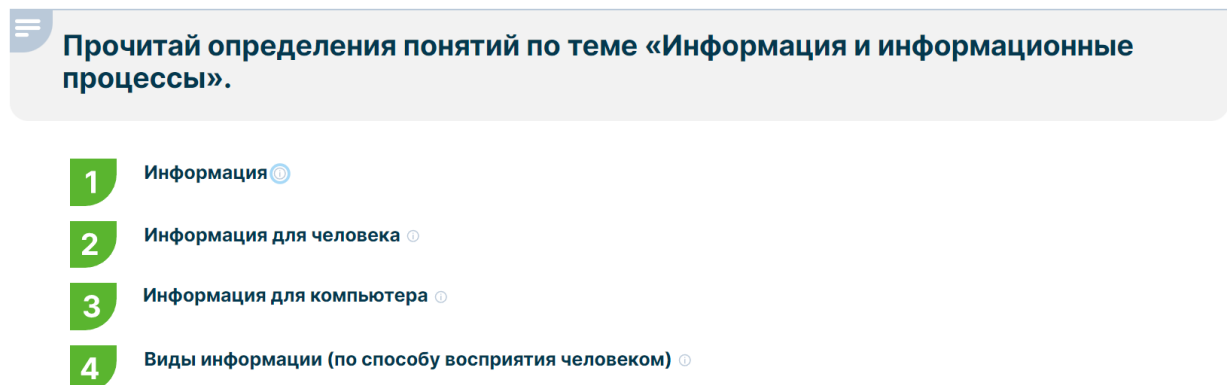 Прочитай определения понятий по теме «Информация и информационные
процессы».
1 Информация
2 Информация для человека
3 Информация для компьютера
4 Виды информации (по способу восприятия человеком)